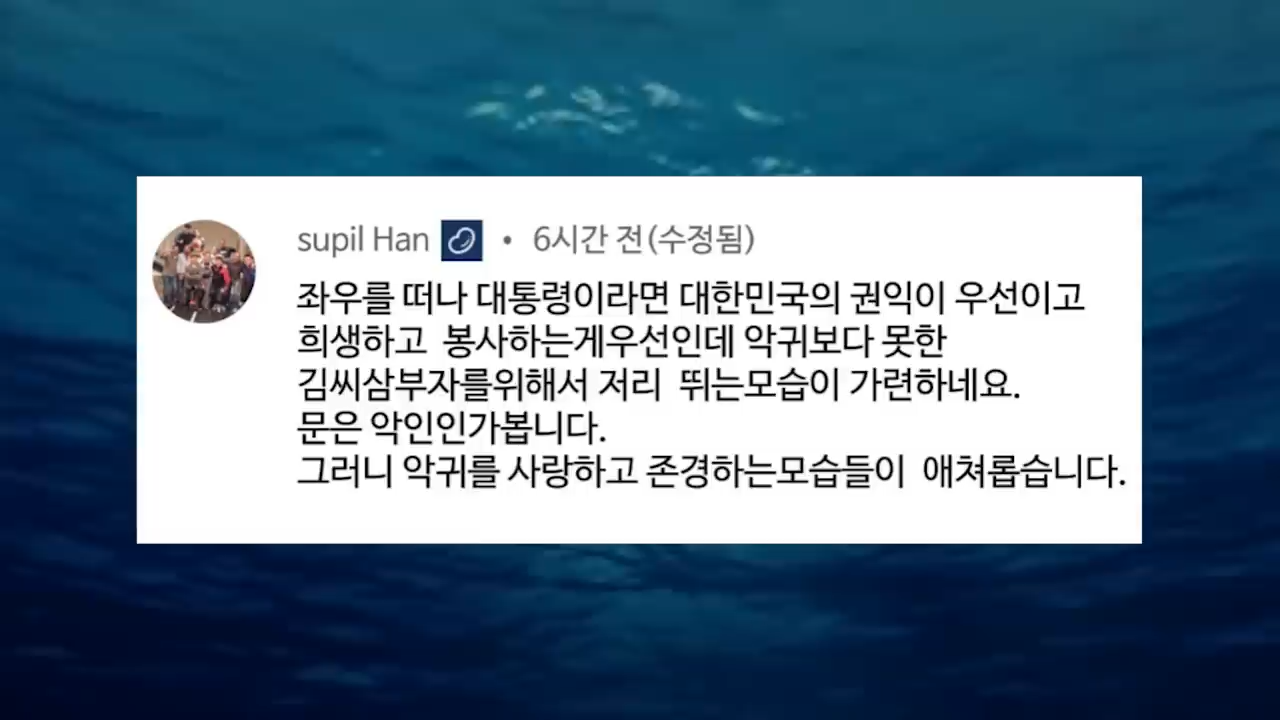 supil Han • 6시간 전(수정됨)
좌우를 떠나 대통령이라면 대한민국의 권익이 우선이고
희생하고 봉사하는게우선인데 악귀보다 못한
김씨삼부자를위해서 저리 뛰는모습이 가련하네요.
문은 악인인가봅니다.
그러니 악귀를 사랑하고 존경하는모습들이 애쳐롭습니다.